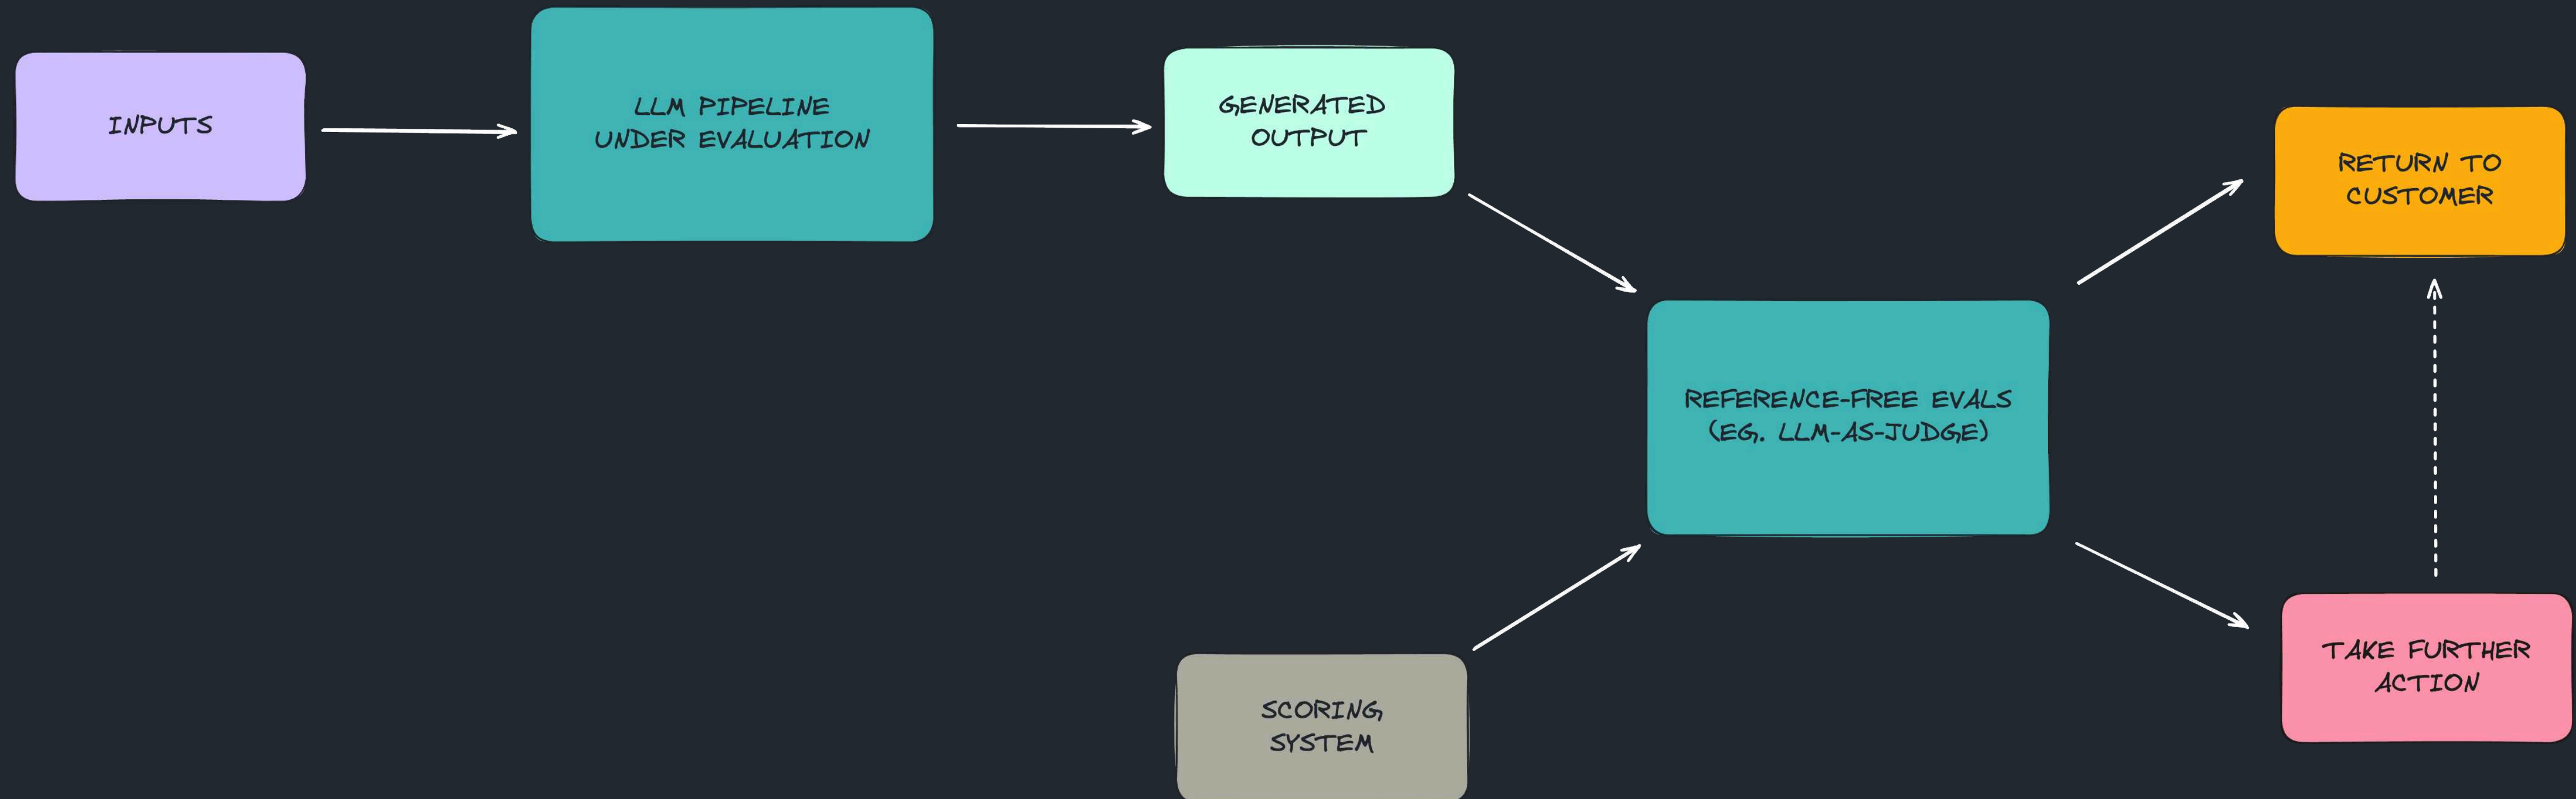 INPUTS
LLM PIPELINE
UNDER EVALUATION
GENERATED
OUTPUT
RETURN TO
CUSTOMER
REFERENCE-FREE EVALS
(EG. LLM-AS-JUDGE)
SCORING
SYSTEM
TAKE FURTHER
ACTION